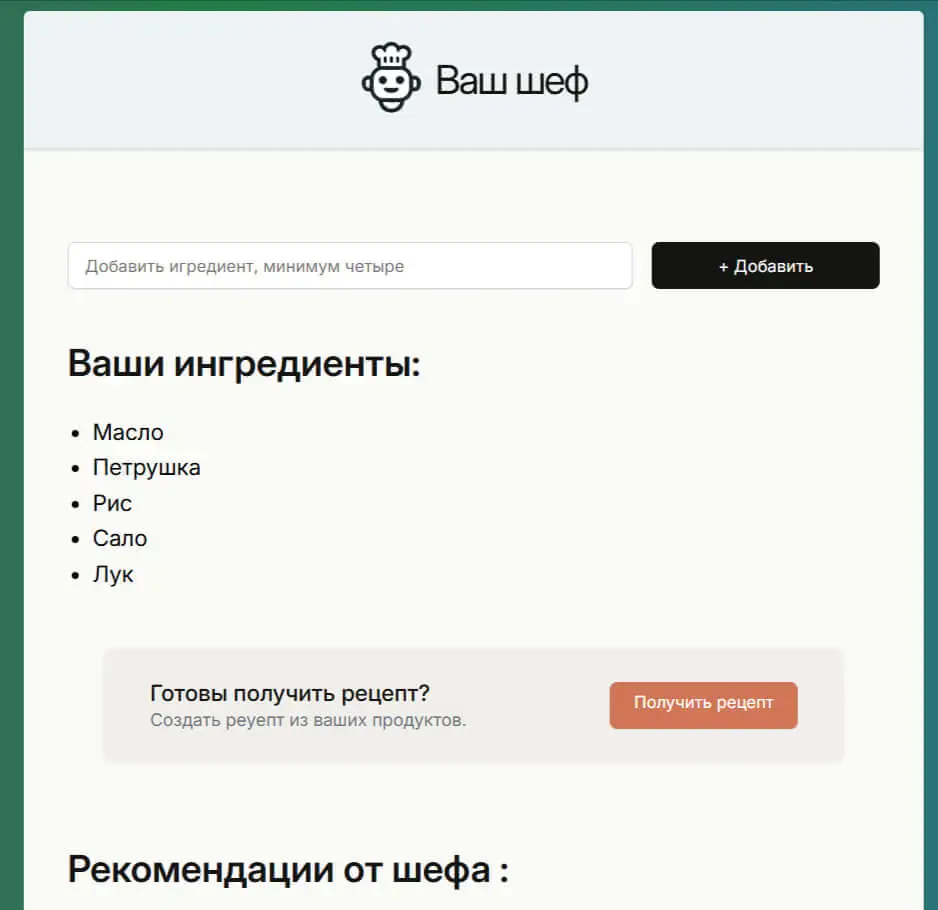 Ваш шеф
Добавить игредиент, минимум четыре
+ Добавить
Ваши ингредиенты:
• Масло
• Петрушка
• Рис
• Сало
• Лук
Готовы получить рецепт?
Создать реуепт из ваших продуктов.
Получить рецепт
Рекомендации от шефа :